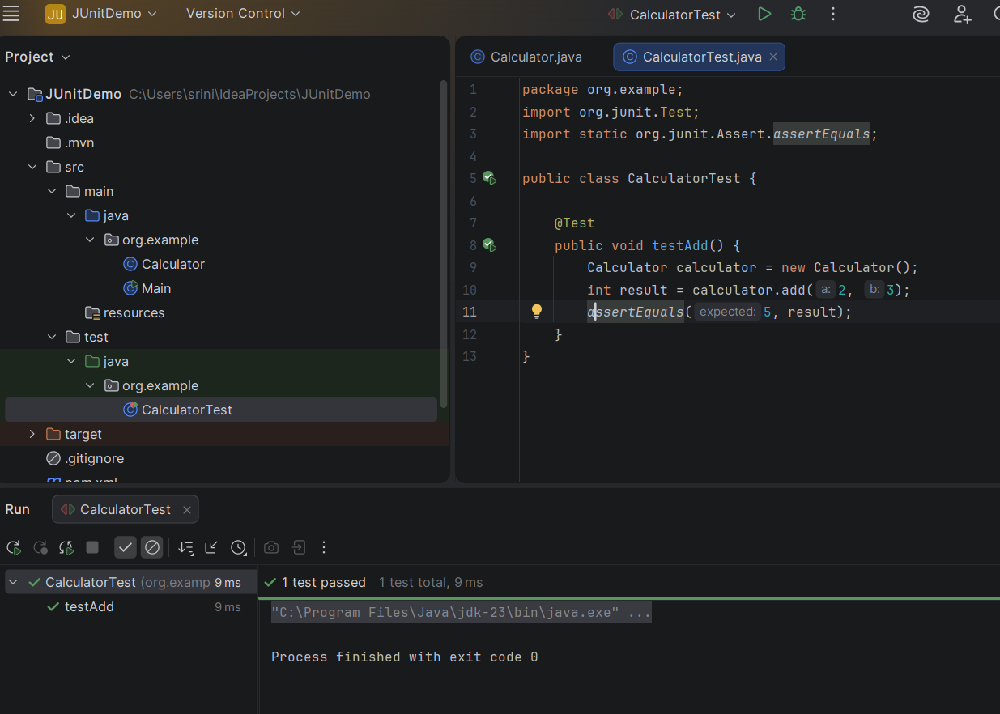 JU JUnitDemo Version Control CalculatorTest
Project
JUnitDemo C:\Users\srini\IdeaProjects\JUnitDemo
.idea
.mvn
src
main
java
org.example
Calculator
Main
resources
test
java
org.example
CalculatorTest
target
.gitignore
pom.xml
Calculator.java CalculatorTest.java
1 package org.example;
2 import org.junit.Test;
3 import static org.junit.Assert.assertEquals;
4
5 public class CalculatorTest {
6
7 @Test
8 public void testAdd() {
9 Calculator calculator = new Calculator();
10 int result = calculator.add( a: 2, b: 3);
11 assertEquals( expected: 5, result);
12 }
13 }
Run CalculatorTest
CalculatorTest (org.examp 9 ms
testAdd 9 ms
1 test passed 1 test total, 9 ms
"C:\Program Files\Java\jdk-23\bin\java.exe" ...
Process finished with exit code 0